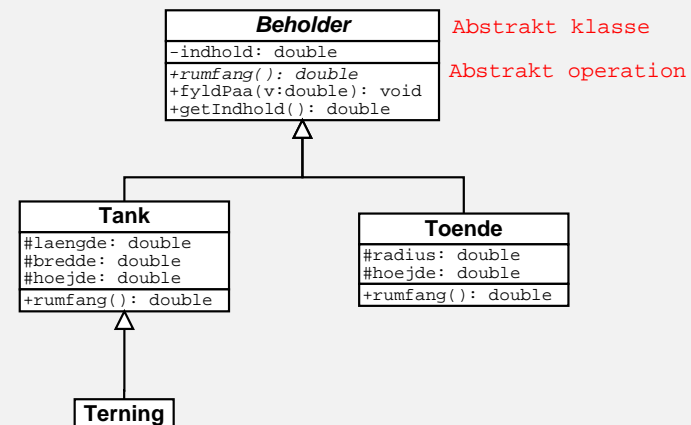 Beholder
Abstrakt klasse
-indhold: double
+rumfang(): double
Abstrakt operation
+fyldPaa(v:double): void
+getIndhold(): double
Tank
#laengde: double
#bredde: double
#hoejde: double
+rumfang(): double
Toende
#radius: double
#hoejde: double
+rumfang(): double
Terning